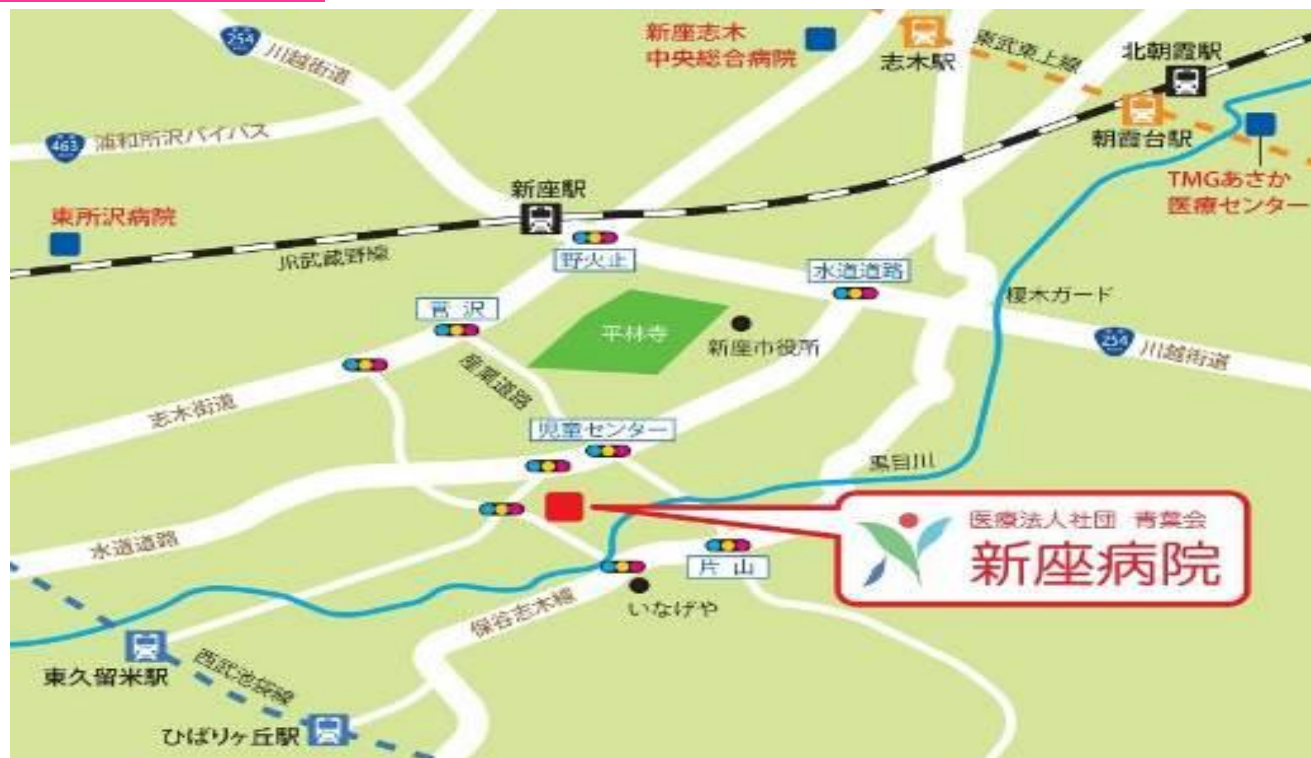 254
川越街道
新座志木
中央総合病院
志木駅
東武東上線
北朝霞駅
朝霞台駅
463
浦和所沢バイパス
TMGあさか
医療センター
新座駅
東所沢病院
JR武蔵野線
野火止
水道道路
榎木ガード
菅沢
平林寺
新座市役所
254
川越街道
産業道路
志木街道
児童センター
黒目川
医療法人社団 青葉会
新座病院
水道道路
片山
いなげや
保谷志木線
東久留米駅
西武池袋線
ひばりヶ丘駅